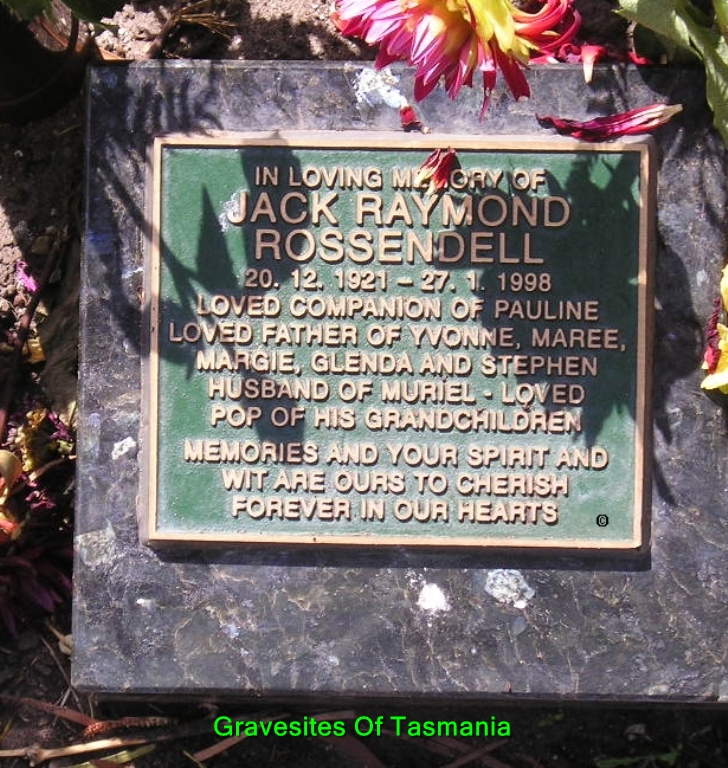 IN LOVING MEMORY OF
JACK RAYMOND
ROSSENDELL
20. 12. 1921 - 27. 1. 1998
LOVED COMPANION OF PAULINE
LOVED FATHER OF YVONNE, MAREE,
MARGIE, GLENDA AND STEPHEN
HUSBAND OF MURIEL - LOVED
POP OF HIS GRANDCHILDREN
MEMORIES AND YOUR SPIRIT AND
WIT ARE OURS TO CHERISH
FOREVER IN OUR HEARTS
©
Gravesites Of Tasmania